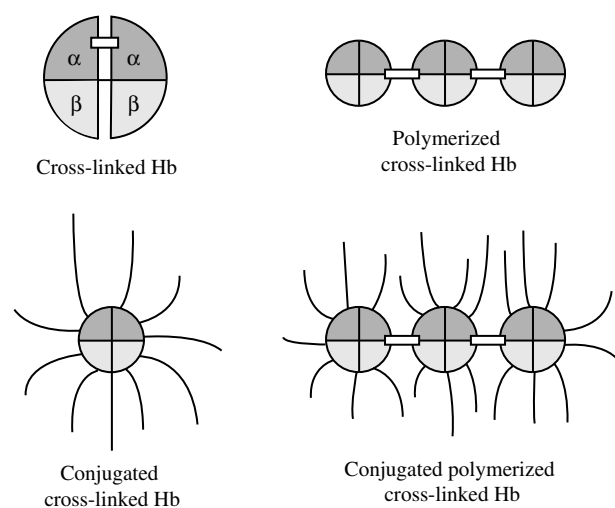 α α
β β
Cross-linked Hb
Polymerized
cross-linked Hb
Conjugated
cross-linked Hb
Conjugated polymerized
cross-linked Hb